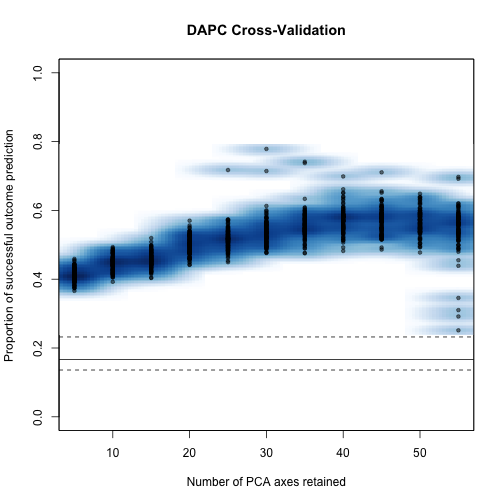 DAPC Cross-Validation
Proportion of successful outcome prediction
1.0
0.8
0.6
0.4
0.2
0.0
10 20 30 40 50
Number of PCA axes retained